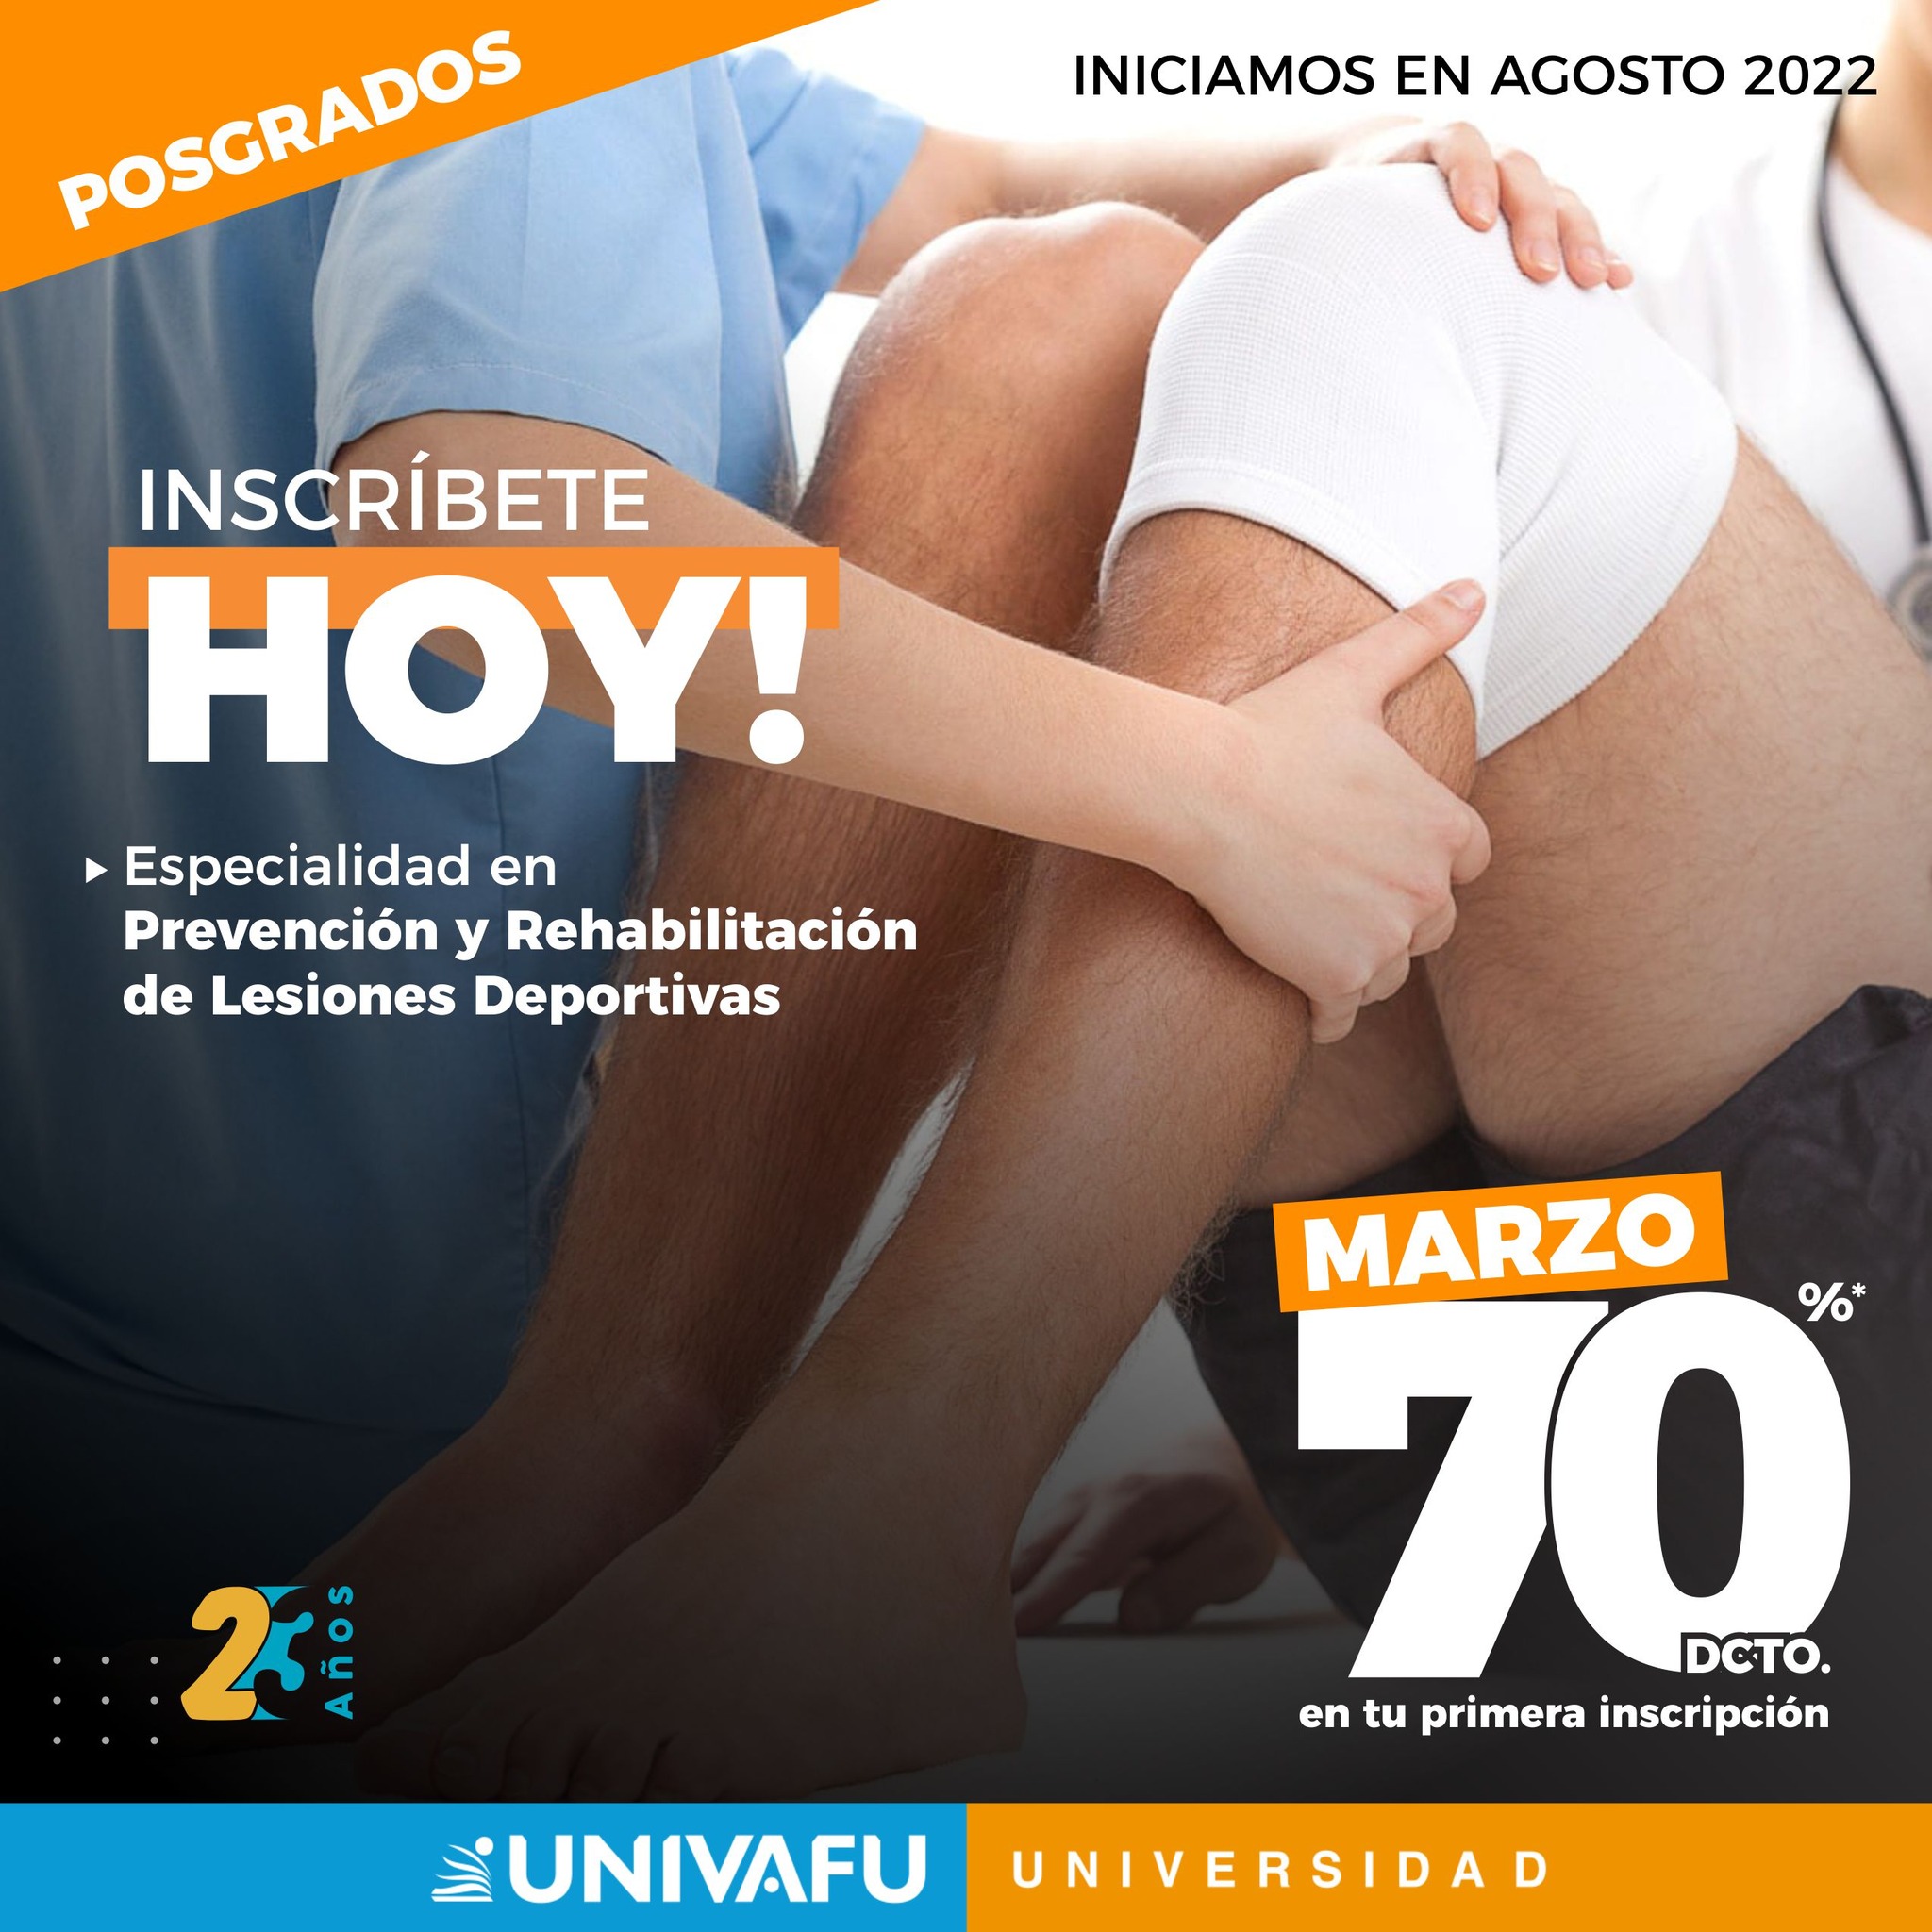 POSGRADOS
INICIAMOS EN AGOSTO 2022
INSCRÍBETE
HOY!
Especialidad en
Prevención y Rehabilitación
de Lesiones Deportivas
MARZO
70%*
DCTO.
en tu primera inscripción
23 Años
UNIVAFU UNIVERSIDAD